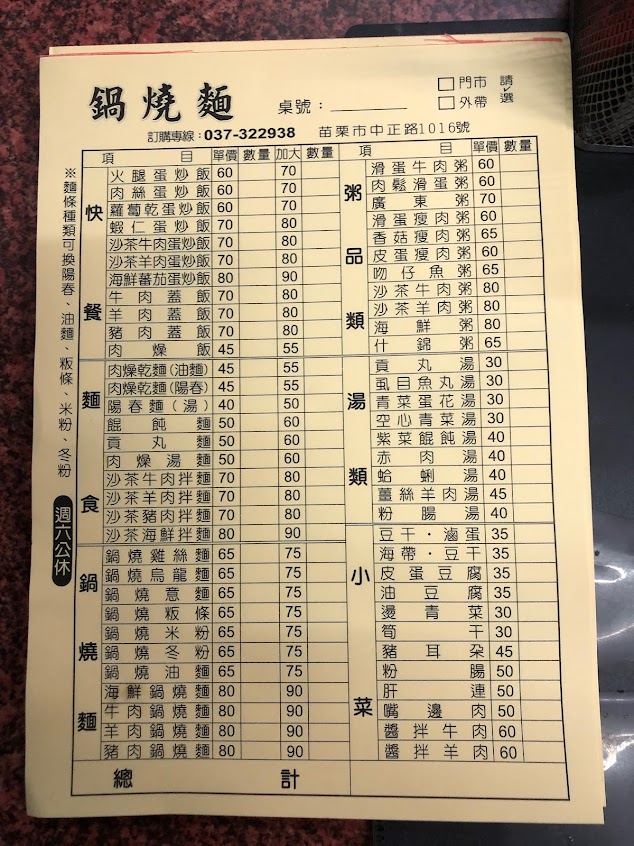 鍋燒麵
桌號：
門市
外帶
請✓選
訂購專線：037-322938 苗栗市中正路1016號
項目 單價 數量 加大 數量
快餐
火腿蛋炒飯 60 70
肉絲蛋炒飯 60 70
蘿蔔乾蛋炒飯 60 70
蝦仁蛋炒飯 70 80
沙茶牛肉蛋炒飯 70 80
沙茶羊肉蛋炒飯 70 80
海鮮蕃茄蛋炒飯 80 90
牛肉蓋飯 70 80
羊肉蓋飯 70 80
豬肉蓋飯 70 80
肉燥飯 45 55
麵食
肉燥乾麵(油麵) 45 55
肉燥乾麵(陽春) 45 55
陽春麵(湯) 40 50
餛飩麵 50 60
貢丸麵 50 60
肉燥湯麵 50 60
沙茶牛肉拌麵 70 80
沙茶羊肉拌麵 70 80
沙茶豬肉拌麵 70 80
沙茶海鮮拌麵 80 90
鍋燒麵
鍋燒雞絲麵 65 75
鍋燒烏龍麵 65 75
鍋燒意麵 65 75
鍋燒粄條 65 75
鍋燒米粉 65 75
鍋燒冬粉 65 75
鍋燒油麵 65 75
海鮮鍋燒麵 80 90
牛肉鍋燒麵 80 90
羊肉鍋燒麵 80 90
豬肉鍋燒麵 80 90
總計
項目 單價 數量
粥品類
滑蛋牛肉粥 60
肉鬆滑蛋粥 60
廣東粥 70
滑蛋瘦肉粥 60
香菇瘦肉粥 65
皮蛋瘦肉粥 60
吻仔魚粥 65
沙茶牛肉粥 80
沙茶羊肉粥 80
海鮮粥 80
什錦粥 65
湯類
貢丸湯 30
虱目魚丸湯 30
青菜蛋花湯 30
空心青菜湯 30
紫菜餛飩湯 40
赤肉湯 40
蛤蜊湯 40
薑絲羊肉湯 45
粉腸湯 40
小菜
豆干．滷蛋 35
海帶．豆干 35
皮蛋豆腐 35
油豆腐 35
燙青菜 30
筍干 30
豬耳朵 45
粉腸 50
肝連 50
嘴邊肉 50
醬拌牛肉 60
醬拌羊肉 60
※麵條種類可換陽春、油麵、粄條、米粉、冬粉
週六公休